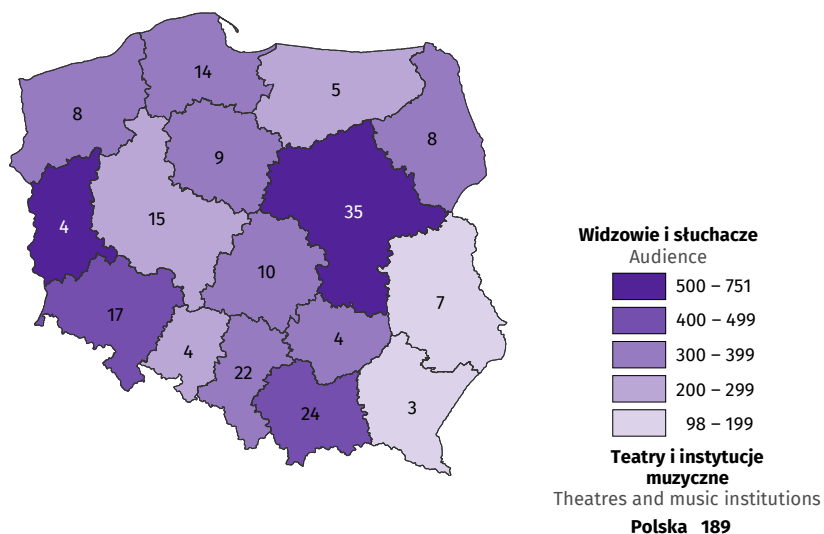 14
5
8
8
9
35
15
4
10
7
17
4
4
22
3
24
Widzowie i słuchacze
Audience
500 – 751
400 – 499
300 – 399
200 – 299
98 – 199
Teatry i instytucje
muzyczne
Theatres and music institutions
Polska 189